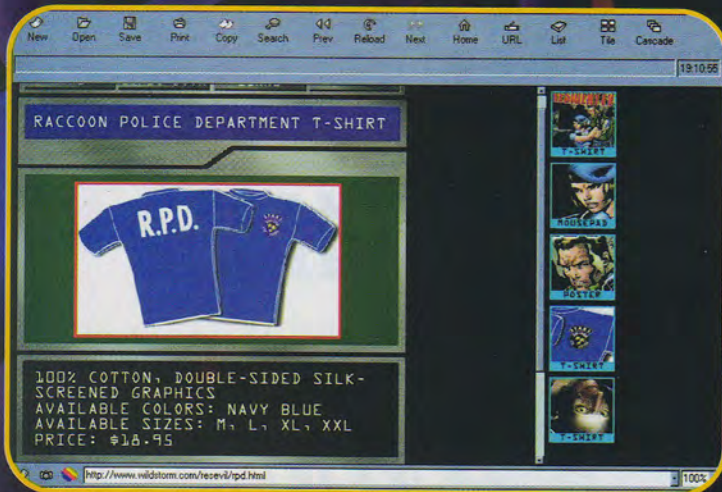 New Open Save Print Copy Search Prev Reload Next Home URL List Tile Cascade
19:10:56
RACCOON POLICE DEPARTMENT T-SHIRT
R.P.D.
100% COTTON, DOUBLE-SIDED SILK-
SCREENED GRAPHICS
AVAILABLE COLORS: NAVY BLUE
AVAILABLE SIZES: M, L, XL, XXL
PRICE: $18.95
T-SHIRT
MOUSEPAD
POSTER
T-SHIRT
T-SHIRT
http://www.wildstorm.com/resevil/rpd.html
100%